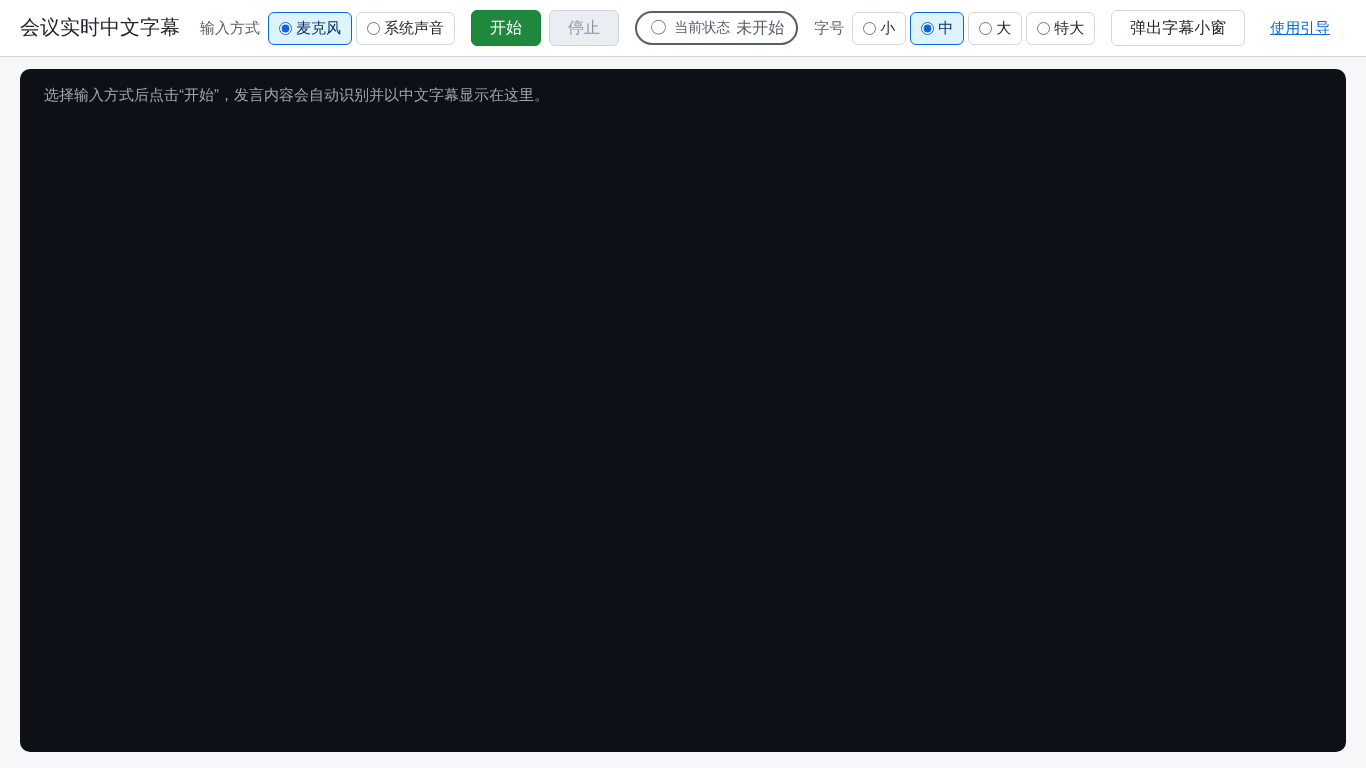 会议实时中文字幕 输入方式 麦克风 系统声音 开始 停止 当前状态 未开始 字号 小 中 大 特大 弹出字幕小窗 使用引导
选择输入方式后点击“开始”，发言内容会自动识别并以中文字幕显示在这里。